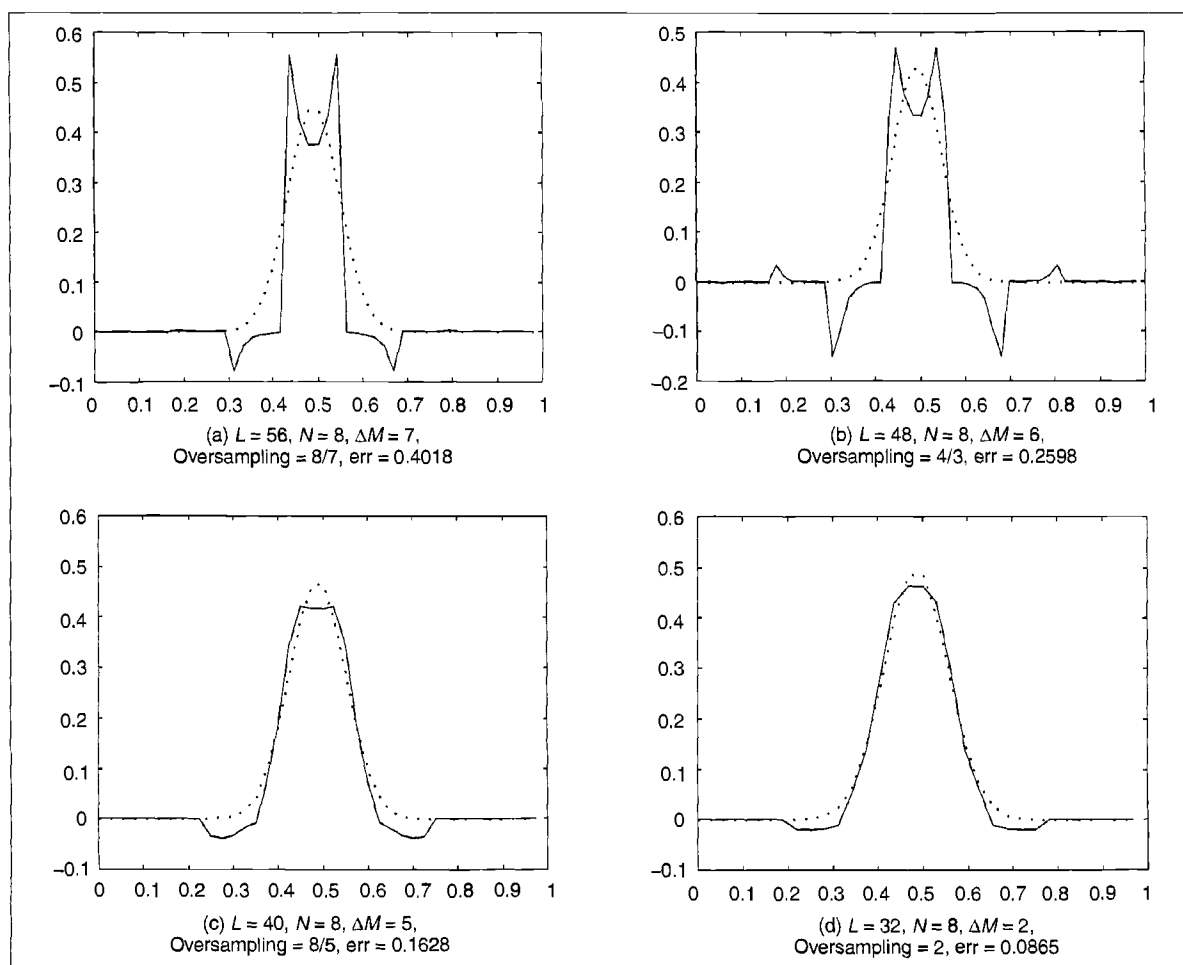 0.6
0.5
0.4
0.3
0.2
0.1
0
−0.1
0 0.1 0.2 0.3 0.4 0.5 0.6 0.7 0.8 0.9 1
(a) L = 56, N = 8, ΔM = 7,
Oversampling = 8/7, err = 0.4018
0.5
0.4
0.3
0.2
0.1
0
−0.1
−0.2
0 0.1 0.2 0.3 0.4 0.5 0.6 0.7 0.8 0.9 1
(b) L = 48, N = 8, ΔM = 6,
Oversampling = 4/3, err = 0.2598
0.6
0.5
0.4
0.3
0.2
0.1
0
−0.1
0 0.1 0.2 0.3 0.4 0.5 0.6 0.7 0.8 0.9 1
(c) L = 40, N = 8, ΔM = 5,
Oversampling = 8/5, err = 0.1628
0.6
0.5
0.4
0.3
0.2
0.1
0
−0.1
0 0.1 0.2 0.3 0.4 0.5 0.6 0.7 0.8 0.9 1
(d) L = 32, N = 8, ΔM = 2,
Oversampling = 2, err = 0.0865